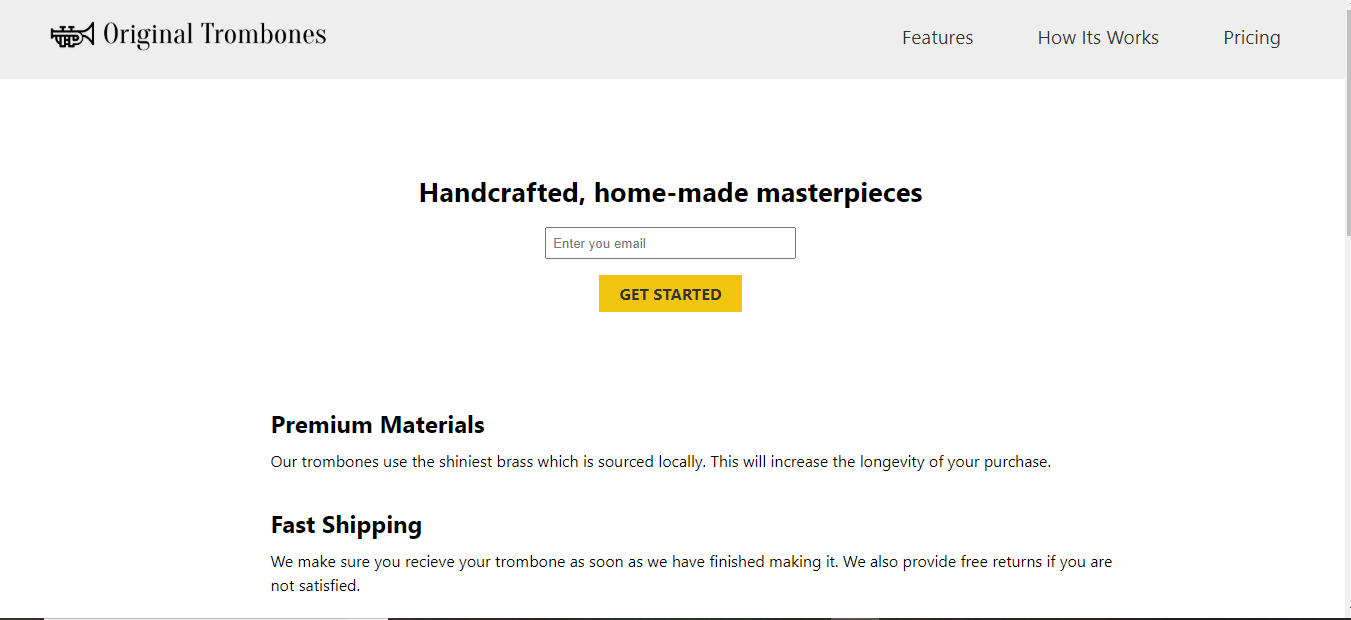 Original Trombones
Features
How Its Works
Pricing
Handcrafted, home-made masterpieces
Enter you email
GET STARTED
Premium Materials
Our trombones use the shiniest brass which is sourced locally. This will increase the longevity of your purchase.
Fast Shipping
We make sure you recieve your trombone as soon as we have finished making it. We also provide free returns if you are
not satisfied.